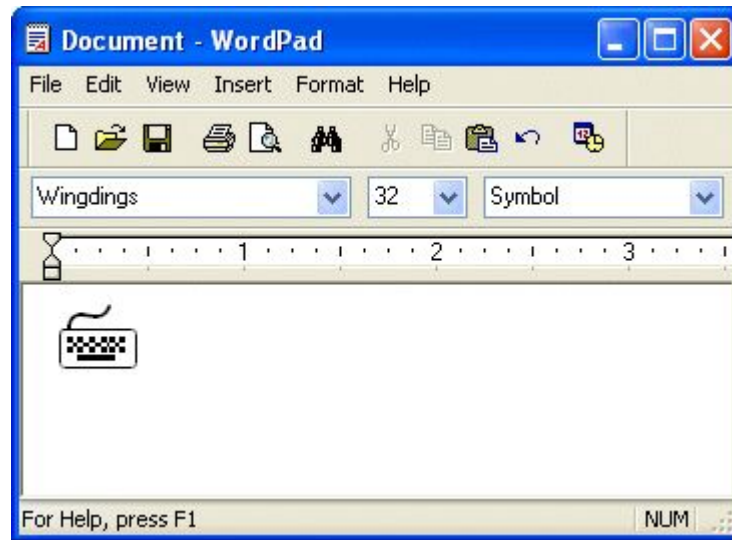 Document - WordPad
File Edit View Insert Format Help
Wingdings 32 Symbol
1 2 3
For Help, press F1 NUM